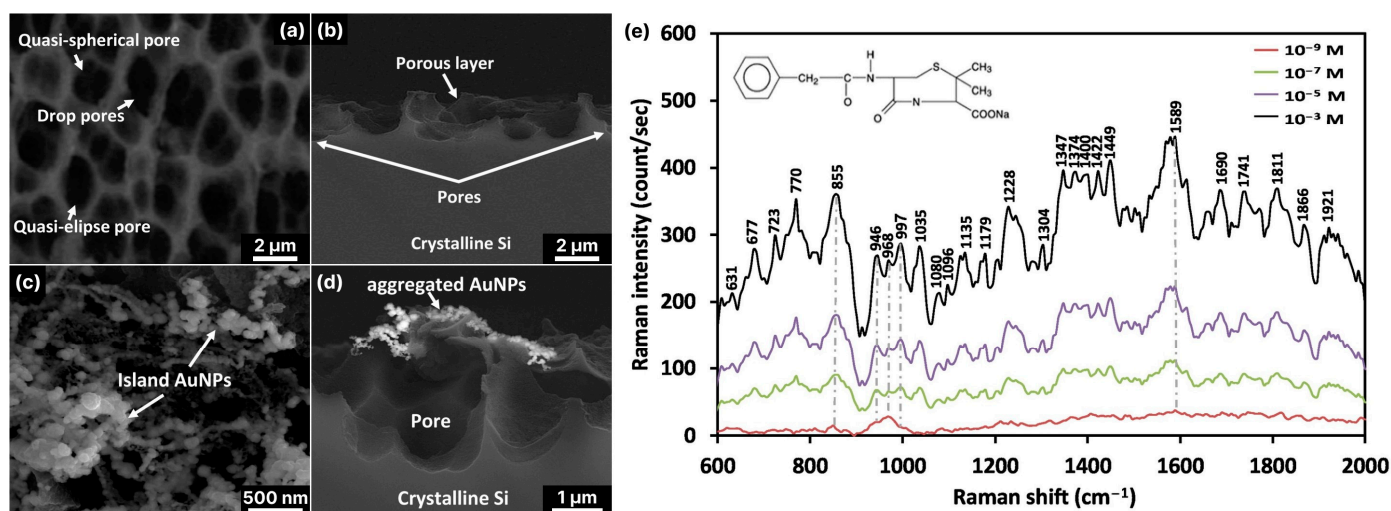 (a)
Quasi-spherical pore
Drop pores
Quasi-elipse pore
2 µm
(b)
Porous layer
Pores
Crystalline Si
2 µm
(c)
Island AuNPs
500 nm
(d)
aggregated AuNPs
Pore
Crystalline Si
1 µm
(e)
Raman intensity (count/sec)
600
500
400
300
200
100
0
H
CH₂
C
N
O
S
CH₃
CH₃
O
N
COONa
10⁻⁹ M
10⁻⁷ M
10⁻⁵ M
10⁻³ M
631
677
723
770
855
946
968
997
1035
1080
1096
1135
1179
1228
1304
1347
1374
1400
1422
1449
1589
1690
1741
1811
1866
1921
600 800 1000 1200 1400 1600 1800 2000
Raman shift (cm⁻¹)